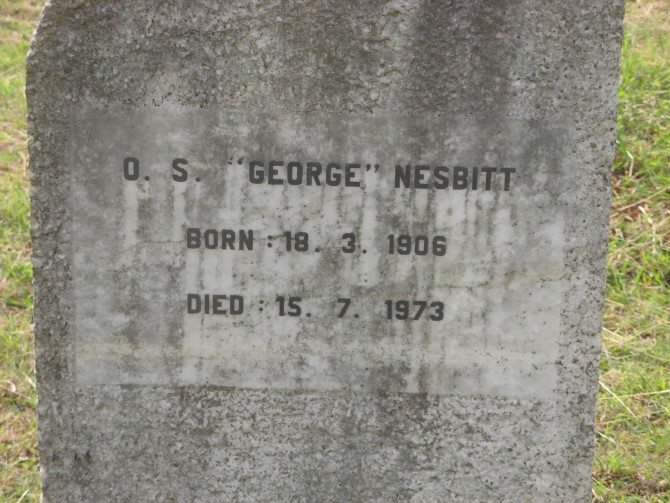 O. S. "GEORGE" NESBITT
BORN : 18. 3. 1906
DIED : 15. 7. 1973